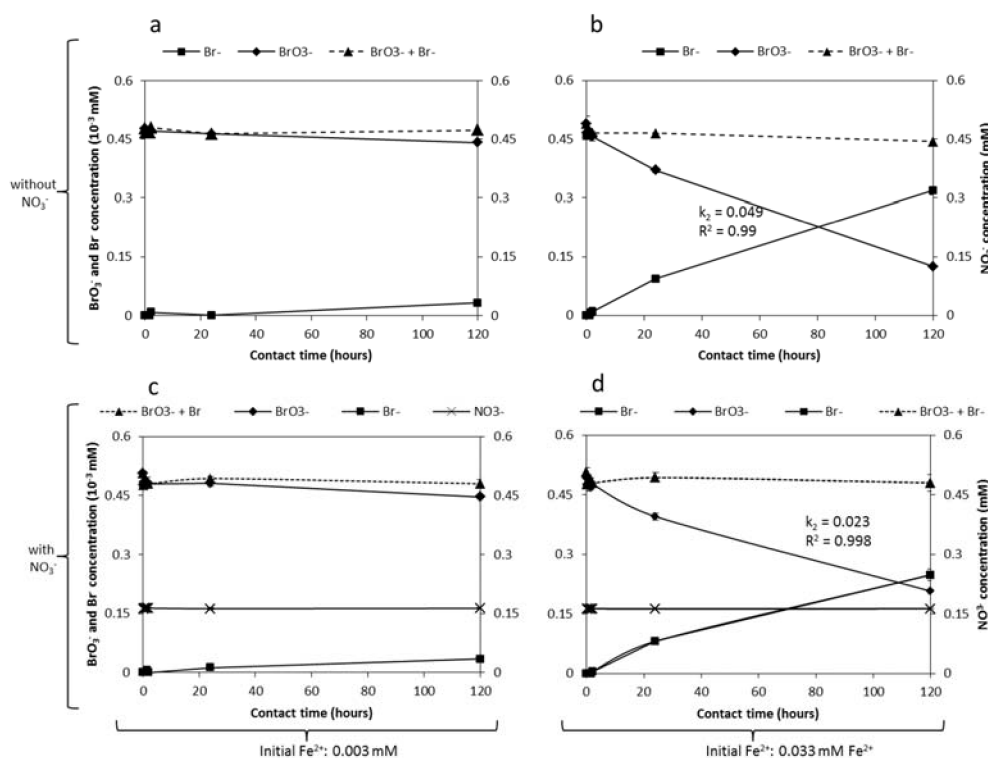 a
Br- BrO3- BrO3- + Br-
b
Br- BrO3- BrO3- + Br-
0.6 0.6 0.6 0.6
0.45 0.45 0.45 0.45
0.3 0.3 0.3 0.3
0.15 0.15 0.15 0.15
0 0 0 0
k₂ = 0.049
R² = 0.99
0 20 40 60 80 100 120
0 20 40 60 80 100 120
Contact time (hours)
Contact time (hours)
BrO₃⁻ and Br⁻ concentration (10⁻³ mM)
NO₃⁻ concentration (mM)
without
NO₃⁻
c
BrO3- + Br BrO3- Br- NO3-
d
Br- BrO3- Br- BrO3- + Br-
0.6 0.6 0.6 0.6
0.45 0.45 0.45 0.45
0.3 0.3 0.3 0.3
0.15 0.15 0.15 0.15
0 0 0 0
k₂ = 0.023
R² = 0.998
0 20 40 60 80 100 120
0 20 40 60 80 100 120
Contact time (hours)
Contact time (hours)
BrO₃⁻ and Br⁻ concentration (10⁻³ mM)
NO³⁻ concentration (mM)
with
NO₃⁻
Initial Fe²⁺: 0.003 mM
Initial Fe²⁺: 0.033 mM Fe²⁺